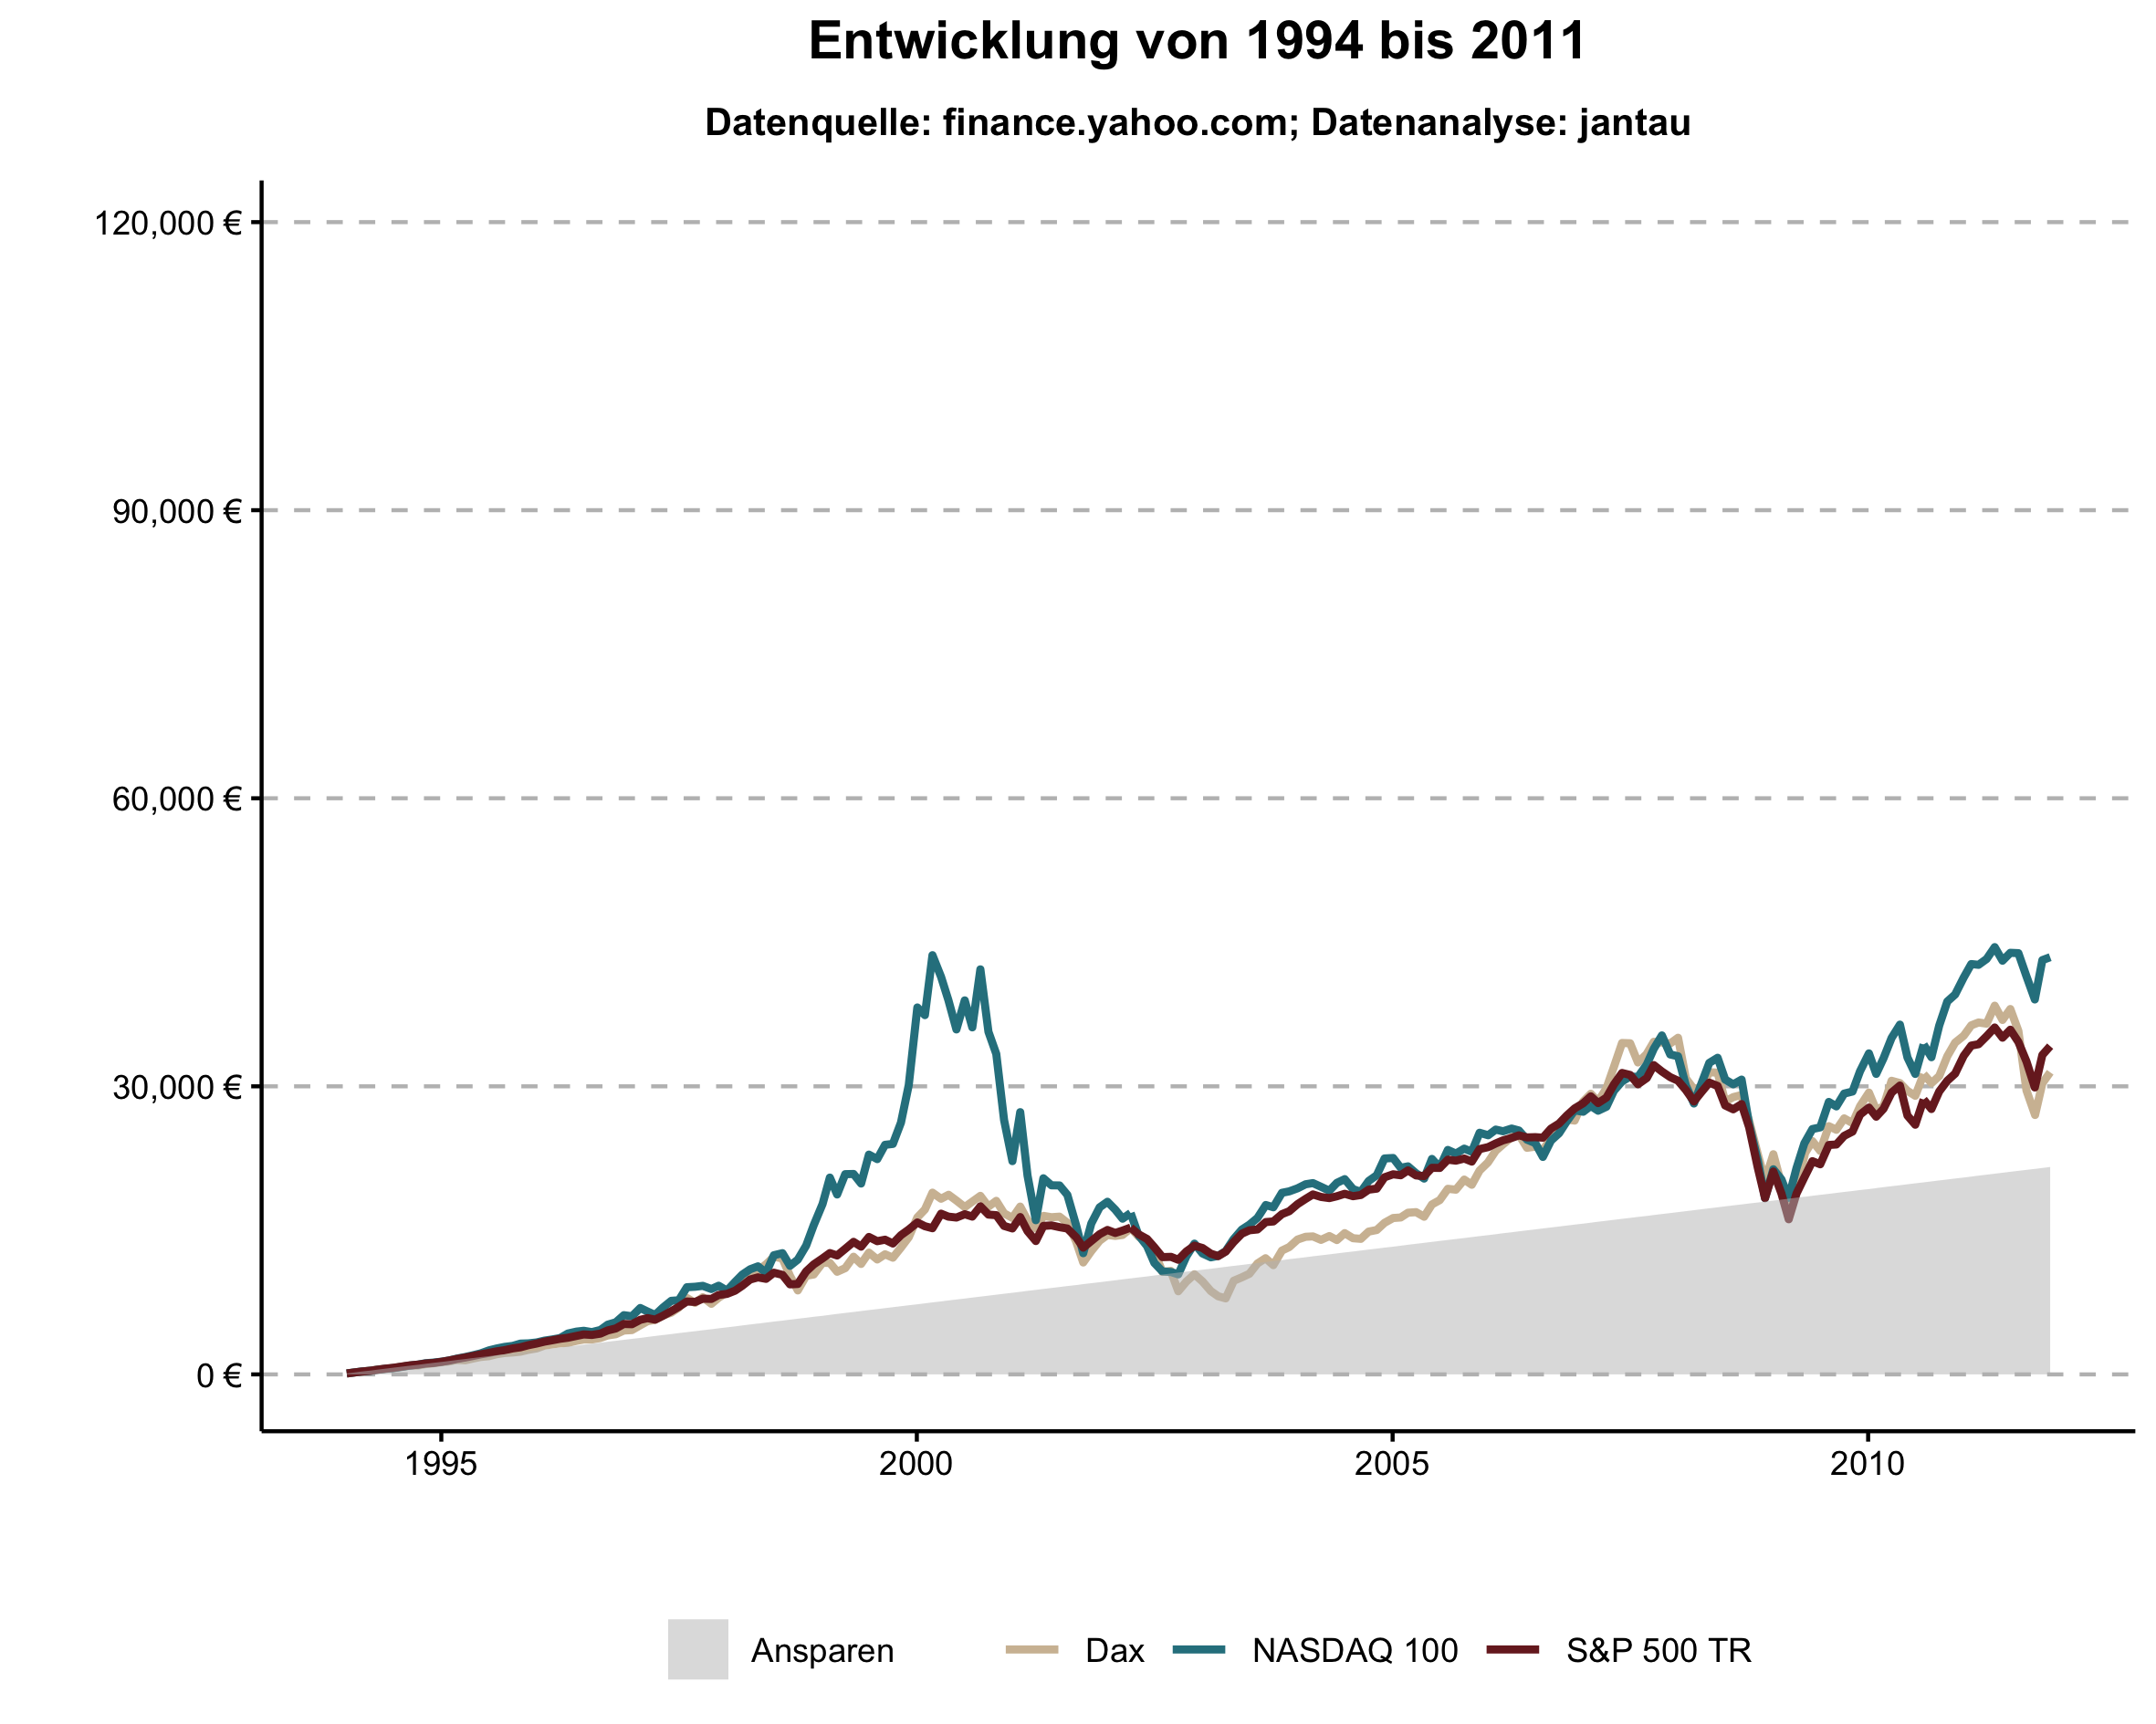 Entwicklung von 1994 bis 2011
Datenquelle: finance.yahoo.com; Datenanalyse: jantau
120,000 €
90,000 €
60,000 €
30,000 €
0 €
1995 2000 2005 2010
Ansparen Dax NASDAQ 100 S&P 500 TR